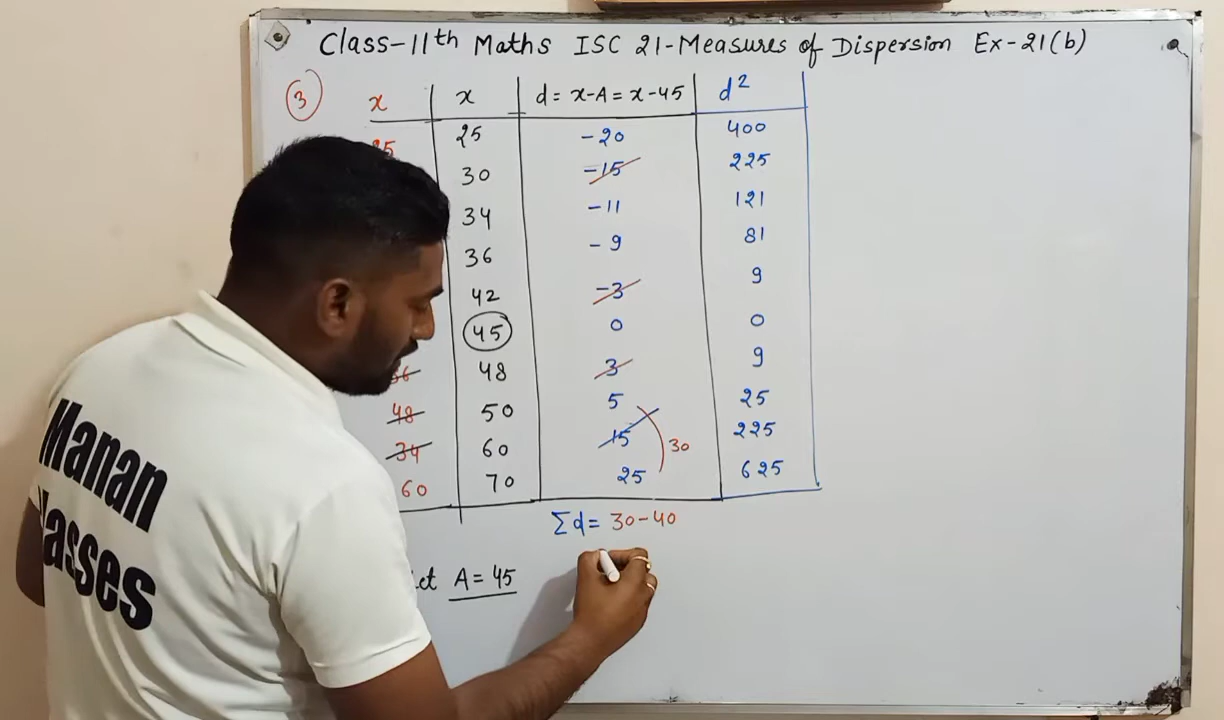 Class-11th Maths ISC 21-Measures of Dispersion Ex-21(b)
3 x x d = x-A = x-45 d²
25 25 -20 400
30 -15 225
34 -11 121
36 -9 81
42 -3 9
45 0 0
36 48 3 9
48 50 5 25
34 60 15 30 225
60 70 25 625
Σd = 30-40
A = 45
Manan